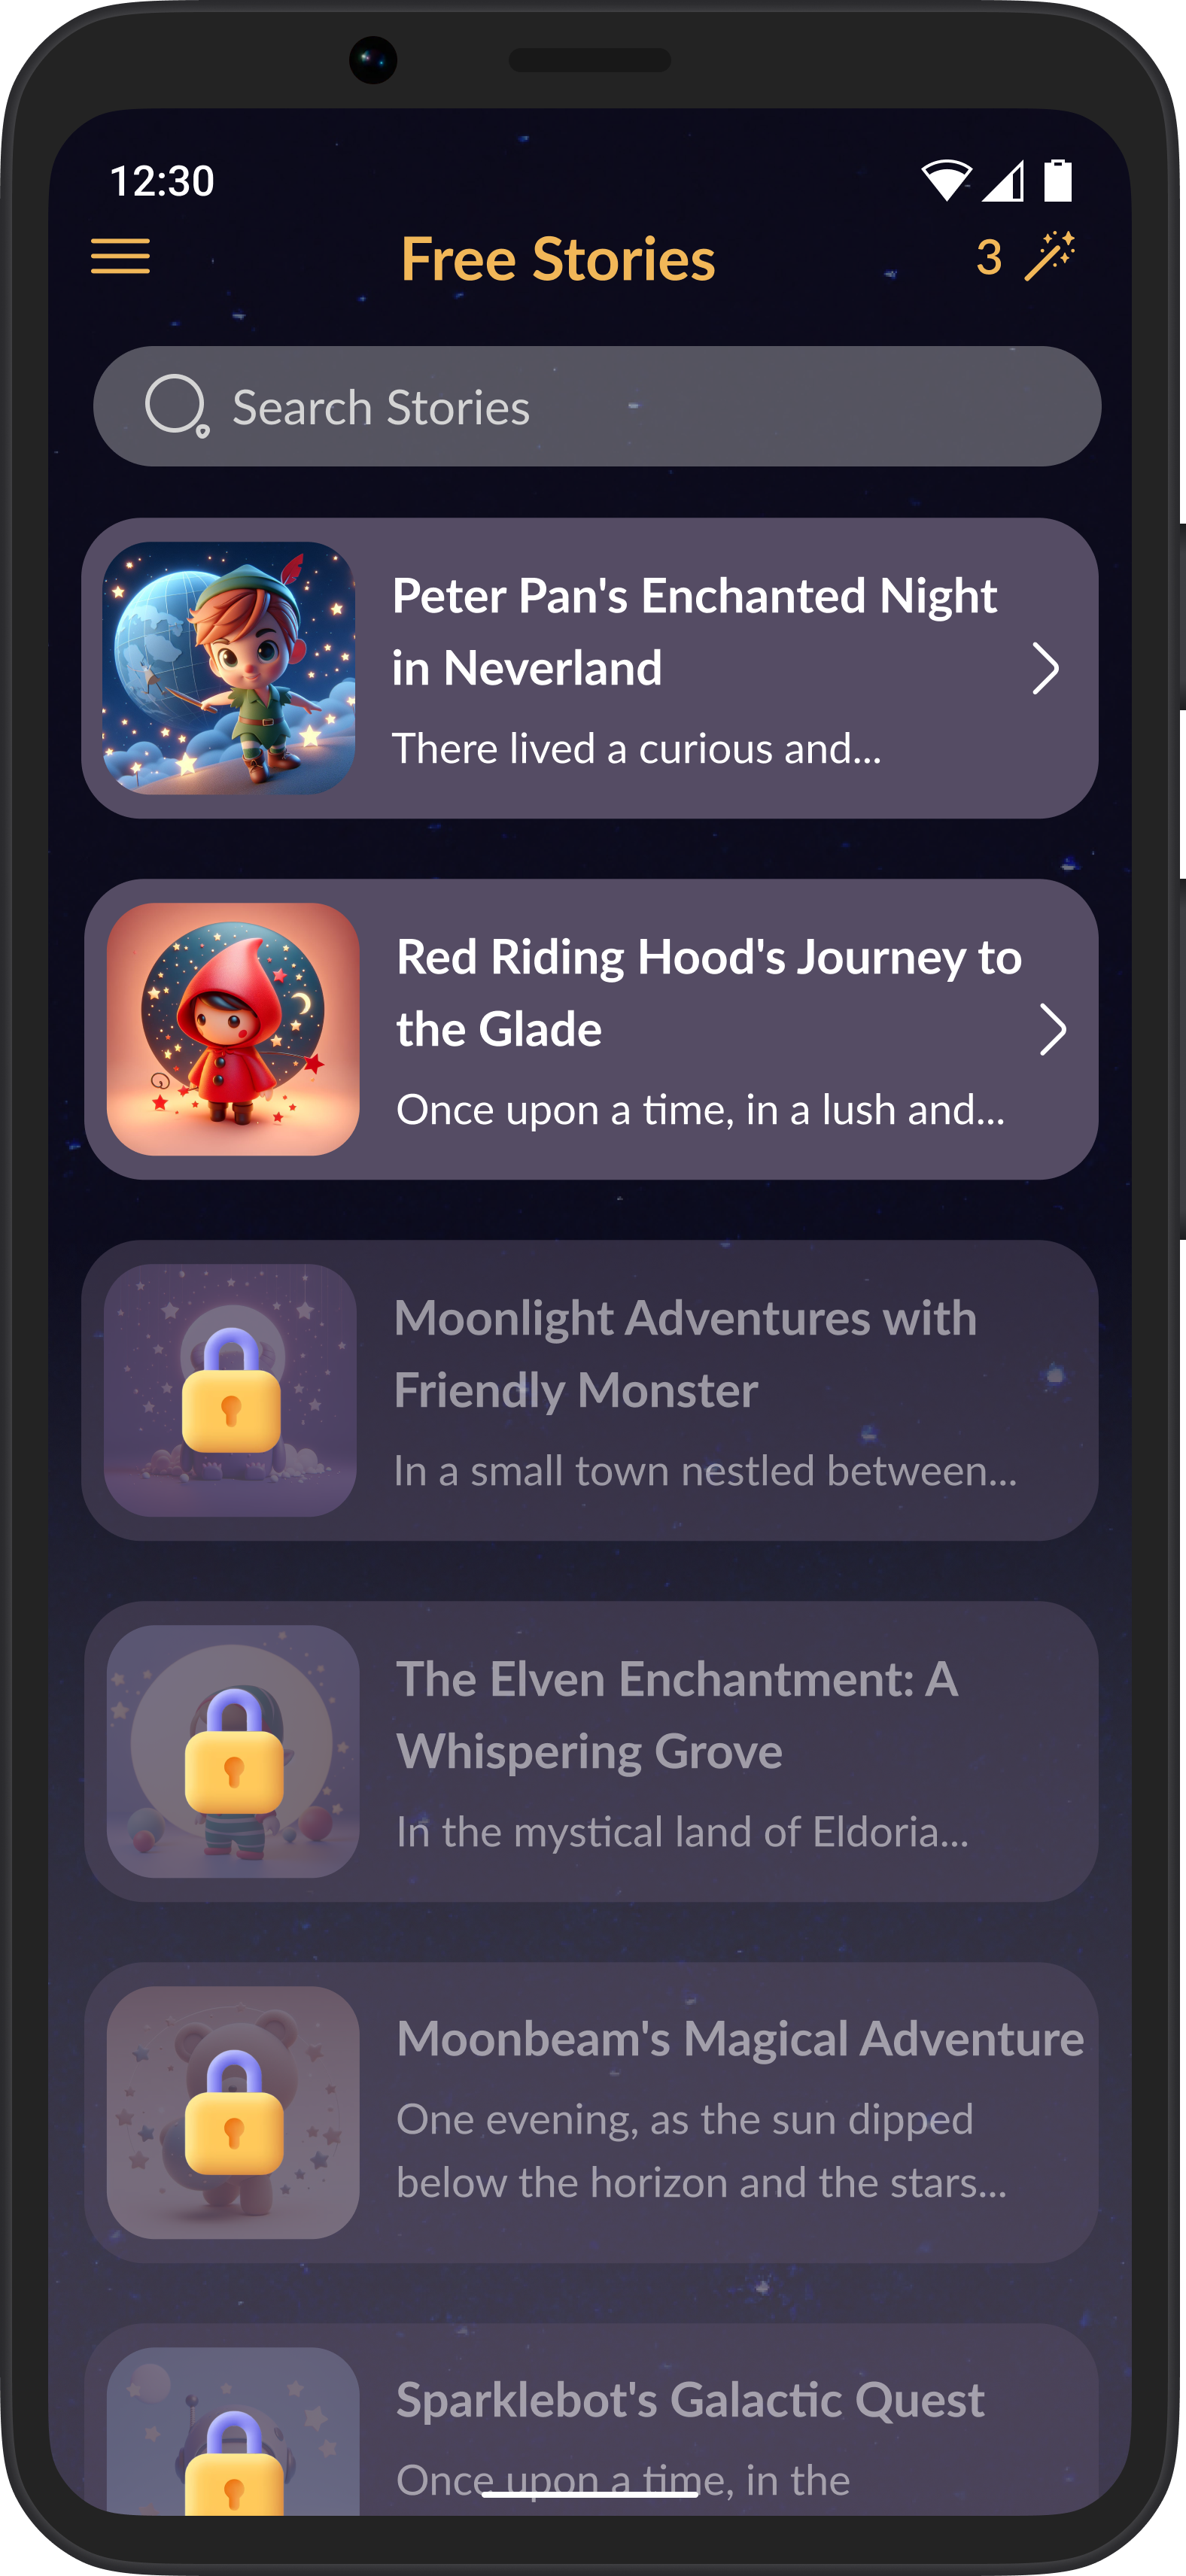 12:30
Free Stories
3
Search Stories
Peter Pan's Enchanted Night
in Neverland
There lived a curious and...
Red Riding Hood's Journey to
the Glade
Once upon a time, in a lush and...
Moonlight Adventures with
Friendly Monster
In a small town nestled between...
The Elven Enchantment: A
Whispering Grove
In the mystical land of Eldoria...
Moonbeam's Magical Adventure
One evening, as the sun dipped
below the horizon and the stars...
Sparklebot's Galactic Quest
Once upon a time, in the